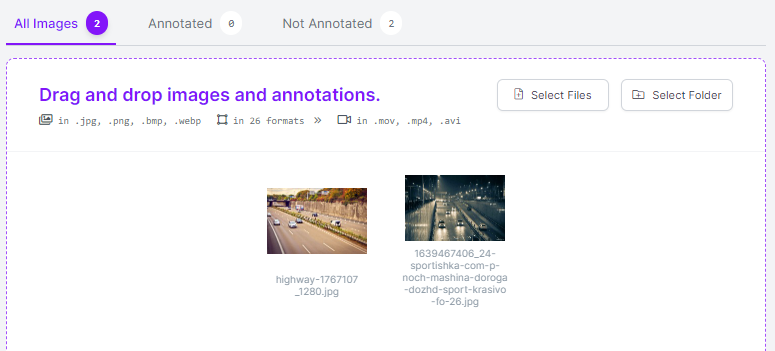 All Images 2 Annotated 0 Not Annotated 2
Drag and drop images and annotations.
Select Files
Select Folder
in .jpg, .png, .bmp, .webp in 26 formats » in .mov, .mp4, .avi
highway-1767107
_1280.jpg
1639467406_24-
sportishka-com-p-
noch-mashina-doroga
-dozhd-sport-krasivo
-fo-26.jpg